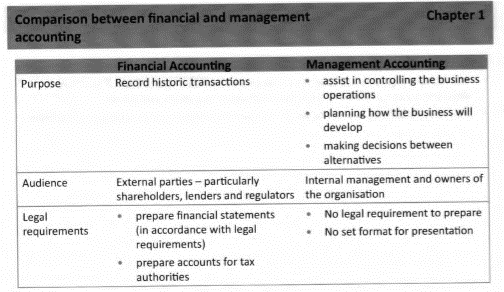 Comparison between financial and management Chapter 1
accounting
Financial Accounting Management Accounting
Purpose Record historic transactions • assist in controlling the business
operations
• planning how the business will
develop
• making decisions between
alternatives
Audience External parties – particularly Internal management and owners of
shareholders, lenders and regulators the organisation
Legal • prepare financial statements • No legal requirement to prepare
requirements (in accordance with legal • No set format for presentation
requirements)
• prepare accounts for tax
authorities